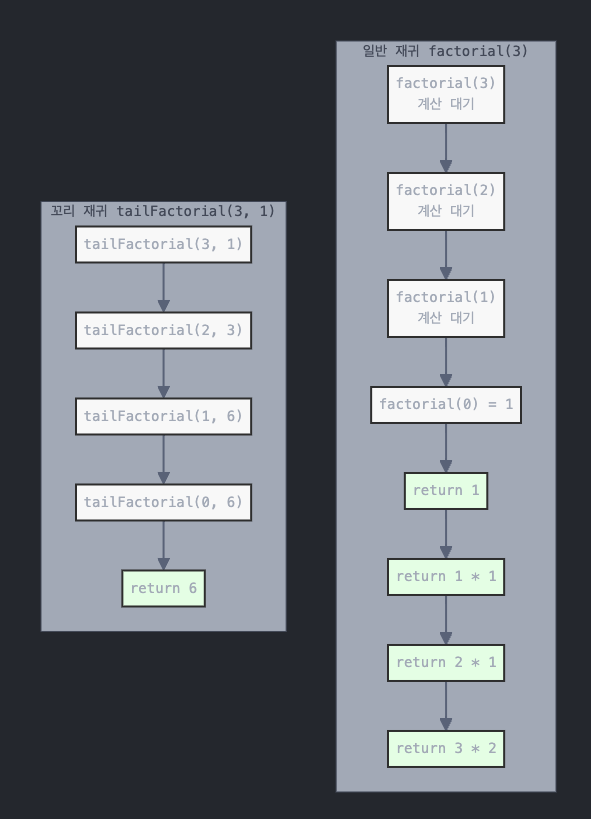 꼬리 재귀 tailFactorial(3, 1)
tailFactorial(3, 1)
tailFactorial(2, 3)
tailFactorial(1, 6)
tailFactorial(0, 6)
return 6
일반 재귀 factorial(3)
factorial(3)
계산 대기
factorial(2)
계산 대기
factorial(1)
계산 대기
factorial(0) = 1
return 1
return 1 * 1
return 2 * 1
return 3 * 2